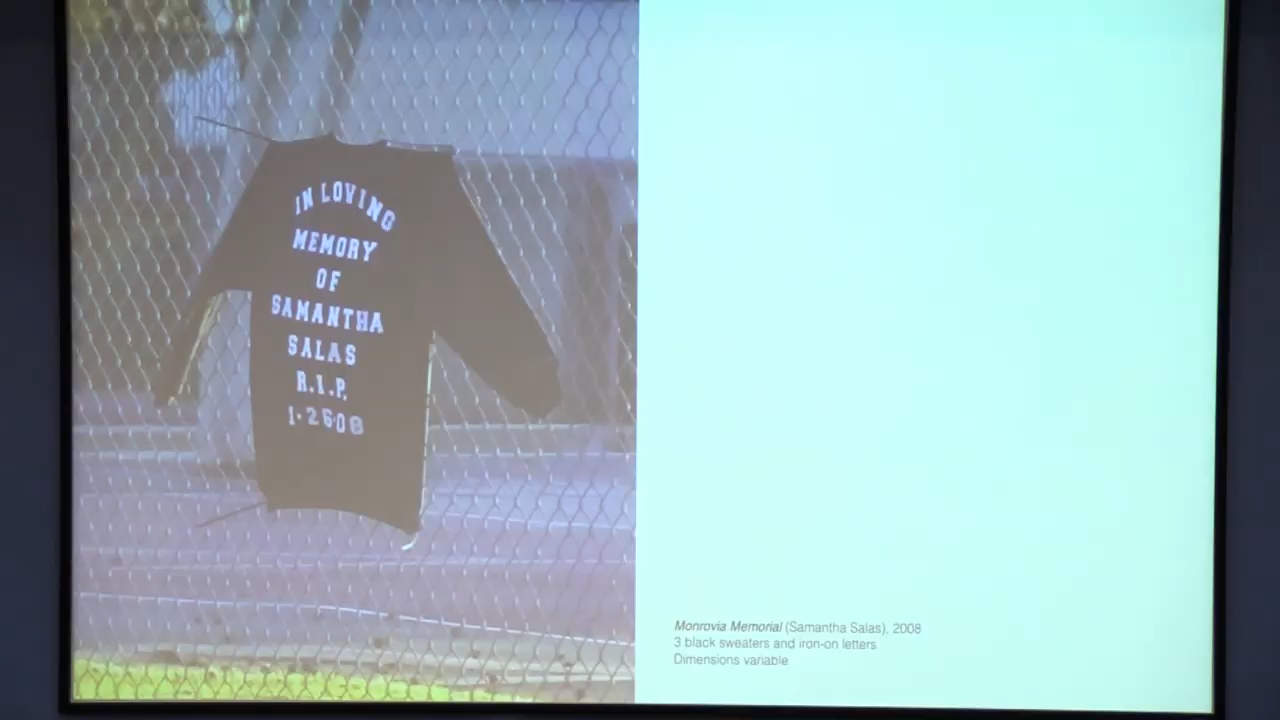 IN LOVING
MEMORY
OF
SAMANTHA
SALAS
R.I.P.
1·26·08
Monrovia Memorial (Samantha Salas), 2008
3 black sweaters and iron-on letters
Dimensions variable